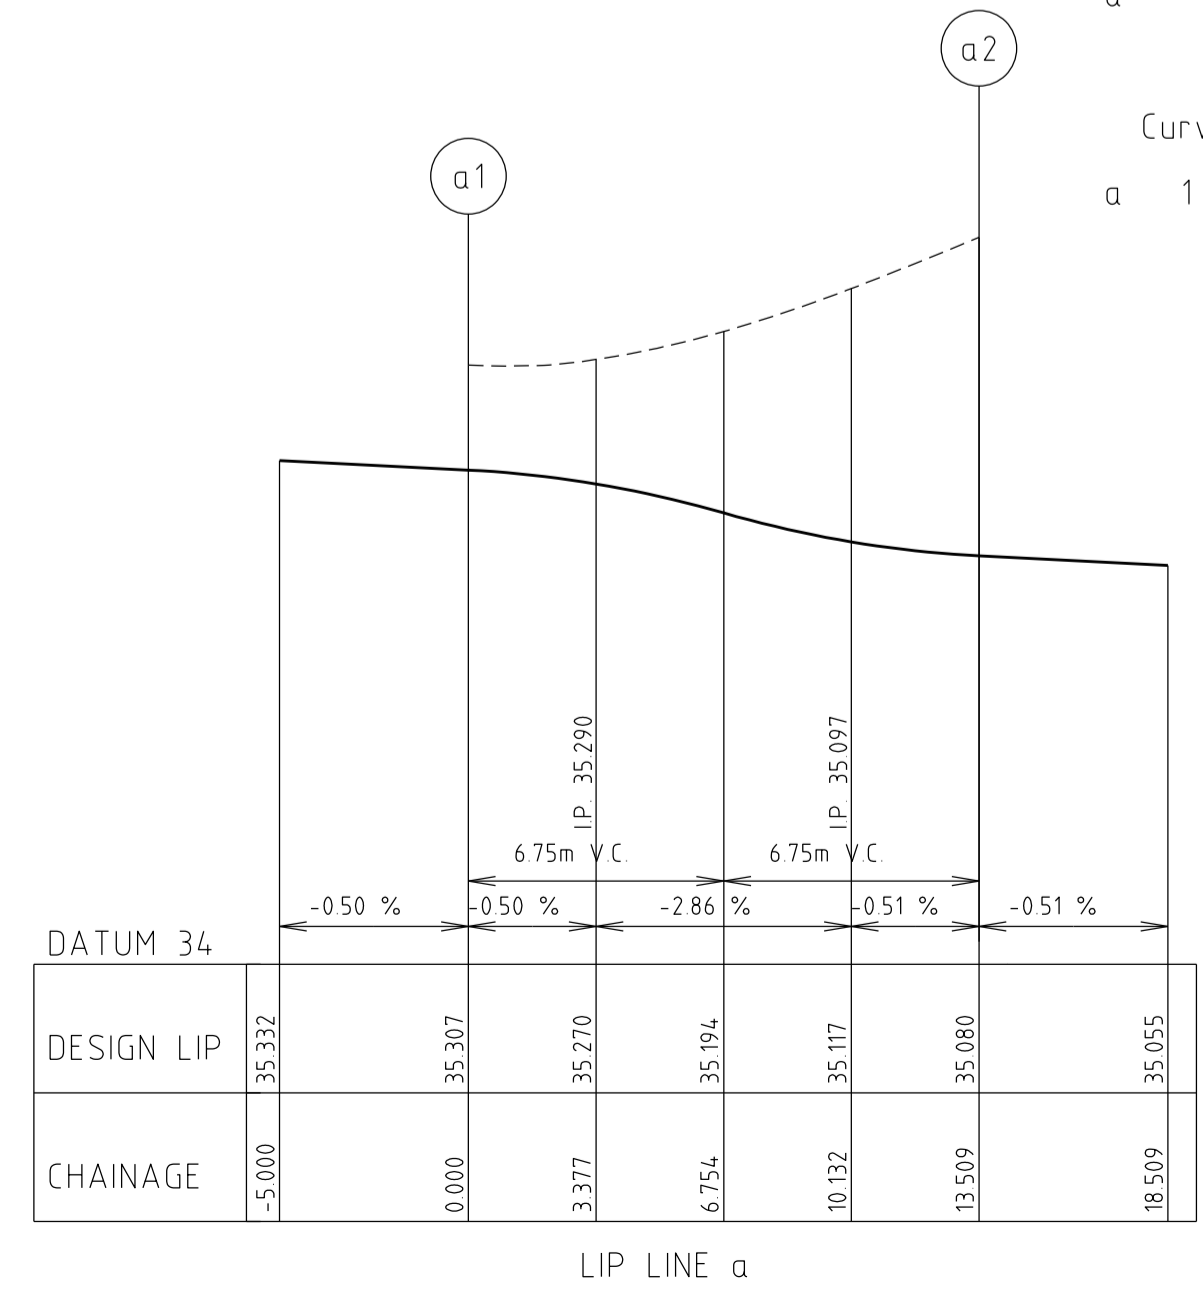 a2
Curv
a 1
a1
I.P. 35.290
I.P. 35.097
6.75m V.C.
6.75m V.C.
-0.50 %
-0.50 %
-2.86 %
-0.51 %
-0.51 %
DATUM 34
DESIGN LIP 35.332 35.307 35.270 35.194 35.117 35.080 35.055
CHAINAGE -5.000 0.000 3.377 6.754 10.132 13.509 18.509
LIP LINE a